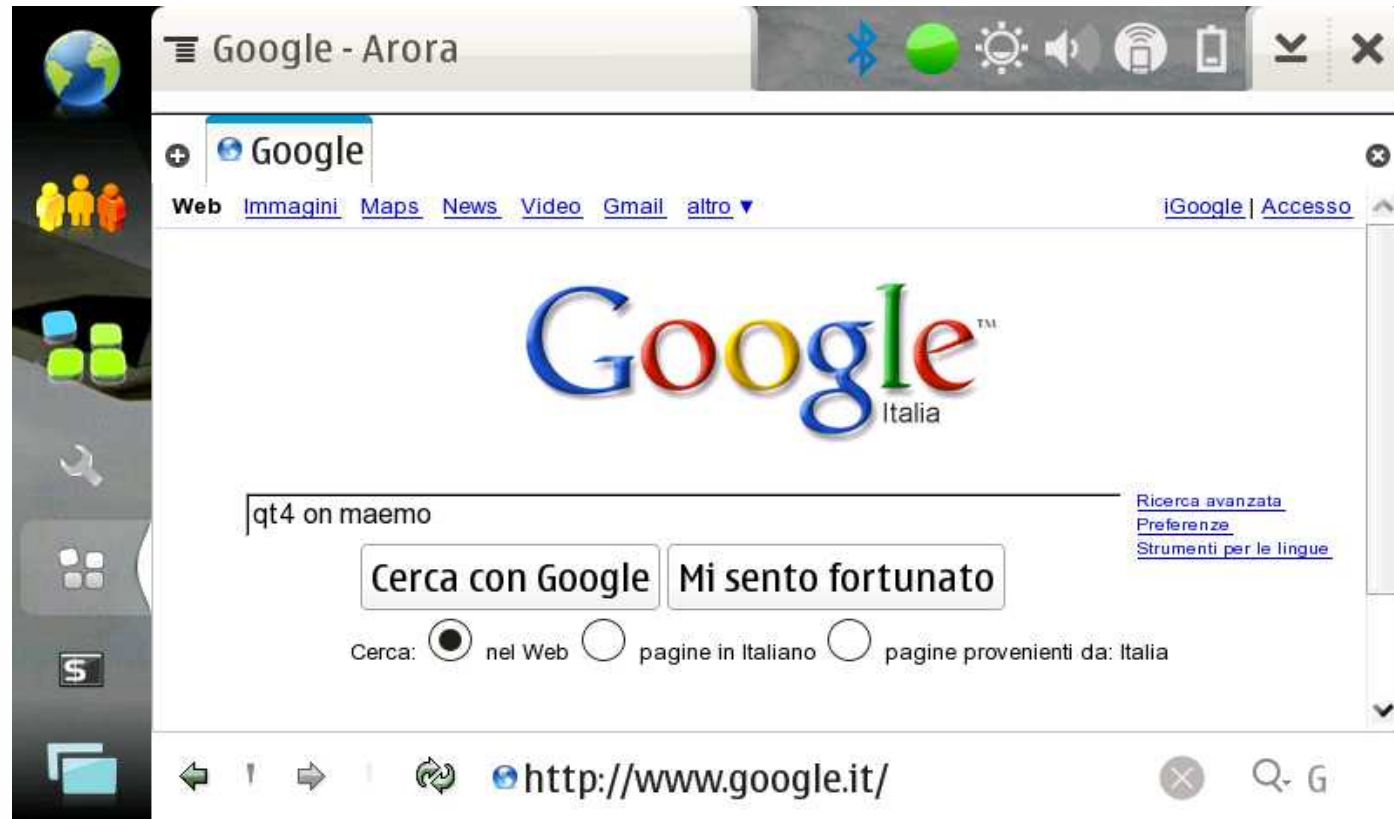 Google - Arora
Google
Web Immagini Maps News Video Gmail altro ▼ iGoogle | Accesso
Google™
Italia
qt4 on maemo
Ricerca avanzata
Preferenze
Strumenti per le lingue
Cerca con Google Mi sento fortunato
Cerca: nel Web pagine in Italiano pagine provenienti da: Italia
http://www.google.it/ G